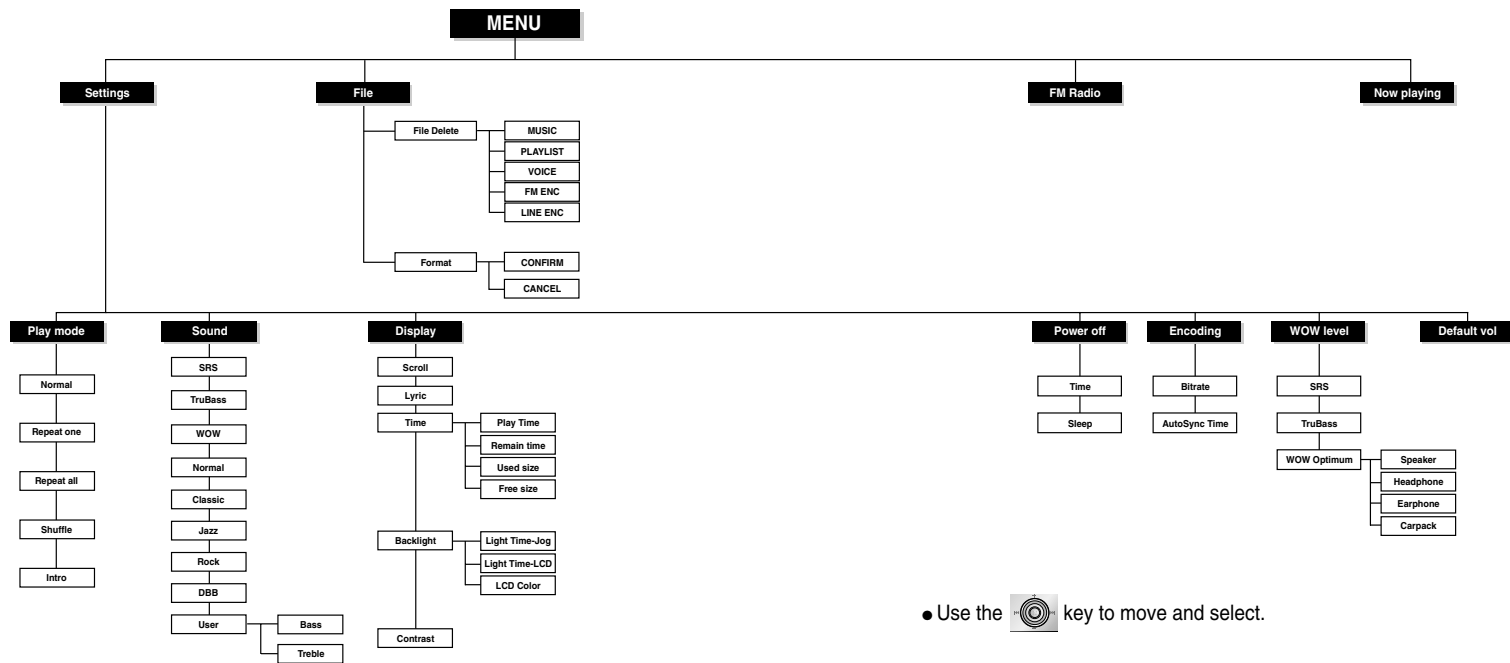 MENU
Settings
File
FM Radio
Now playing
File Delete
MUSIC
PLAYLIST
VOICE
FM ENC
LINE ENC
Format
CONFIRM
CANCEL
Play mode
Normal
Repeat one
Repeat all
Shuffle
Intro
Sound
SRS
TruBass
WOW
Normal
Classic
Jazz
Rock
DBB
User
Bass
Treble
Display
Scroll
Lyric
Time
Play Time
Remain time
Used size
Free size
Backlight
Light Time-Jog
Light Time-LCD
LCD Color
Contrast
Power off
Time
Sleep
Encoding
Bitrate
AutoSync Time
WOW level
SRS
TruBass
WOW Optimum
Speaker
Headphone
Earphone
Carpack
Default vol
● Use the key to move and select.